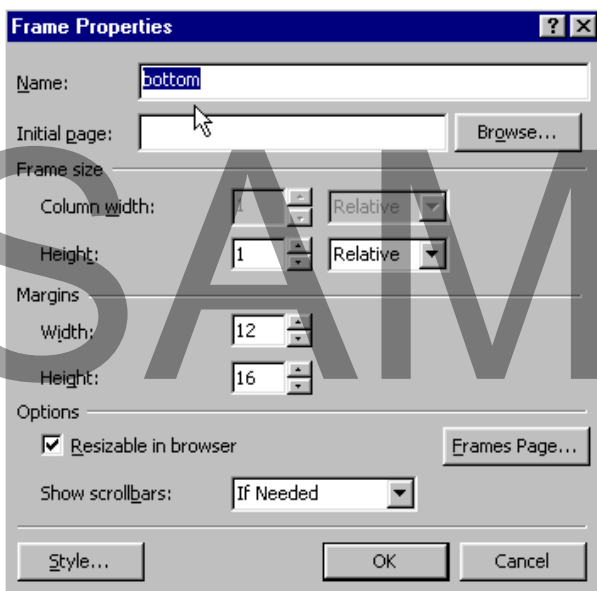 Frame Properties ? X
Name: bottom
Initial page: Browse...
Frame size
Column width: 1 Relative
Height: 1 Relative
Margins
Width: 12
Height: 16
Options
Resizable in browser Frames Page...
Show scrollbars: If Needed
Style... OK Cancel
SAM